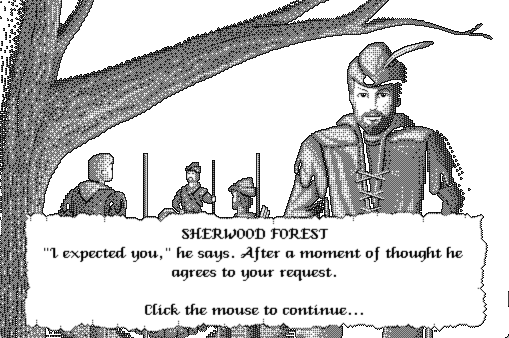 SHERWOOD FOREST
"I expected you," he says. After a moment of thought he
agrees to your request.
Click the mouse to continue...